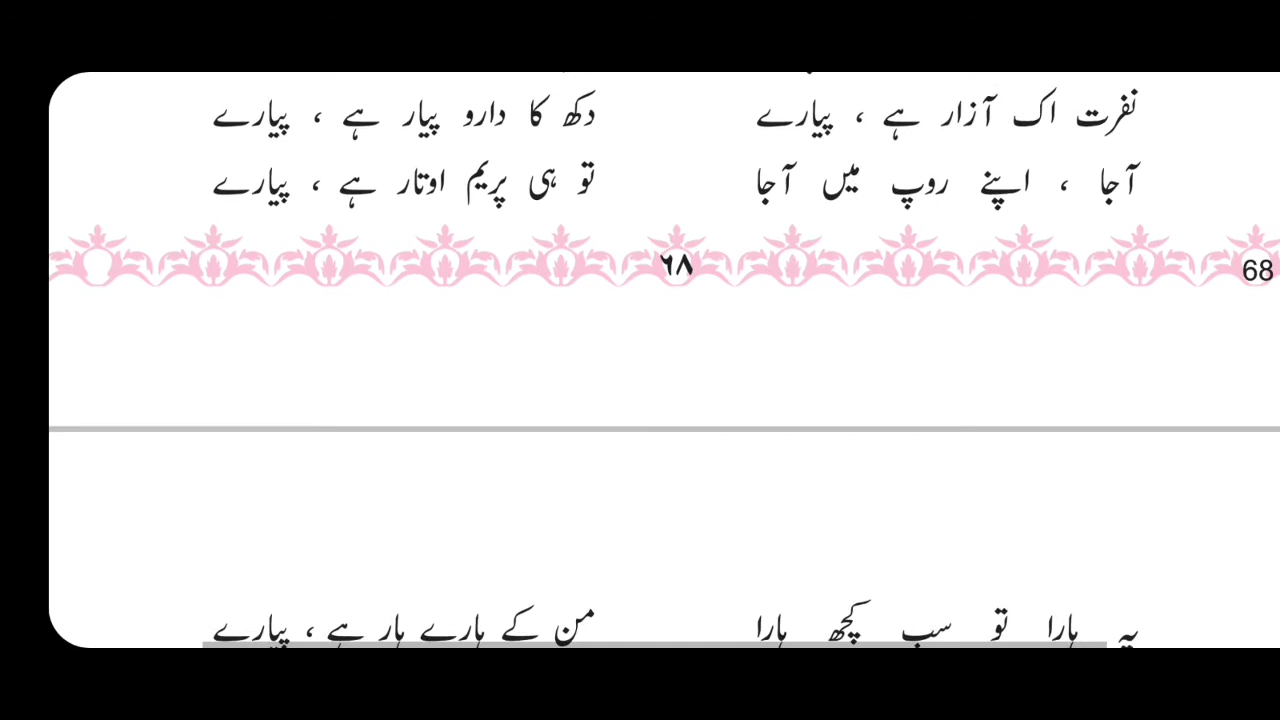 نفرت اک آزار ہے ، پیارے دکھ کا دارو پیار ہے ، پیارے
آجا ، اپنے روپ میں آجا تو ہی پریم اوتار ہے ، پیارے
٦٨ 68
یہ ہارا تو سب کچھ ہارا من کے ہارے ہار ہے ، پیارے